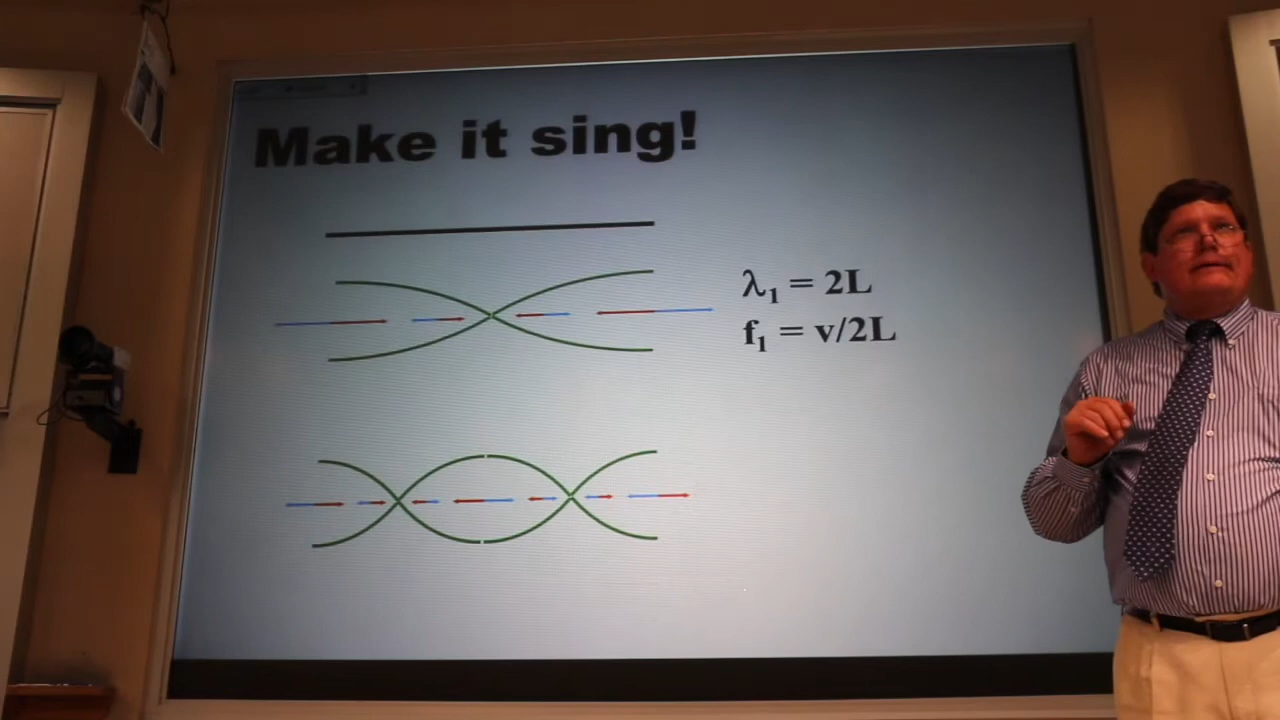 Make it sing!
λ₁ = 2L
f₁ = v/2L